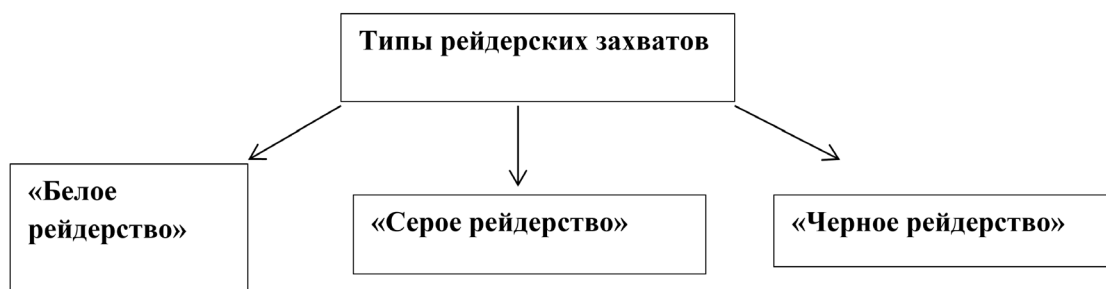 Типы рейдерских захватов
«Белое
рейдерство»
«Серое рейдерство»
«Черное рейдерство»